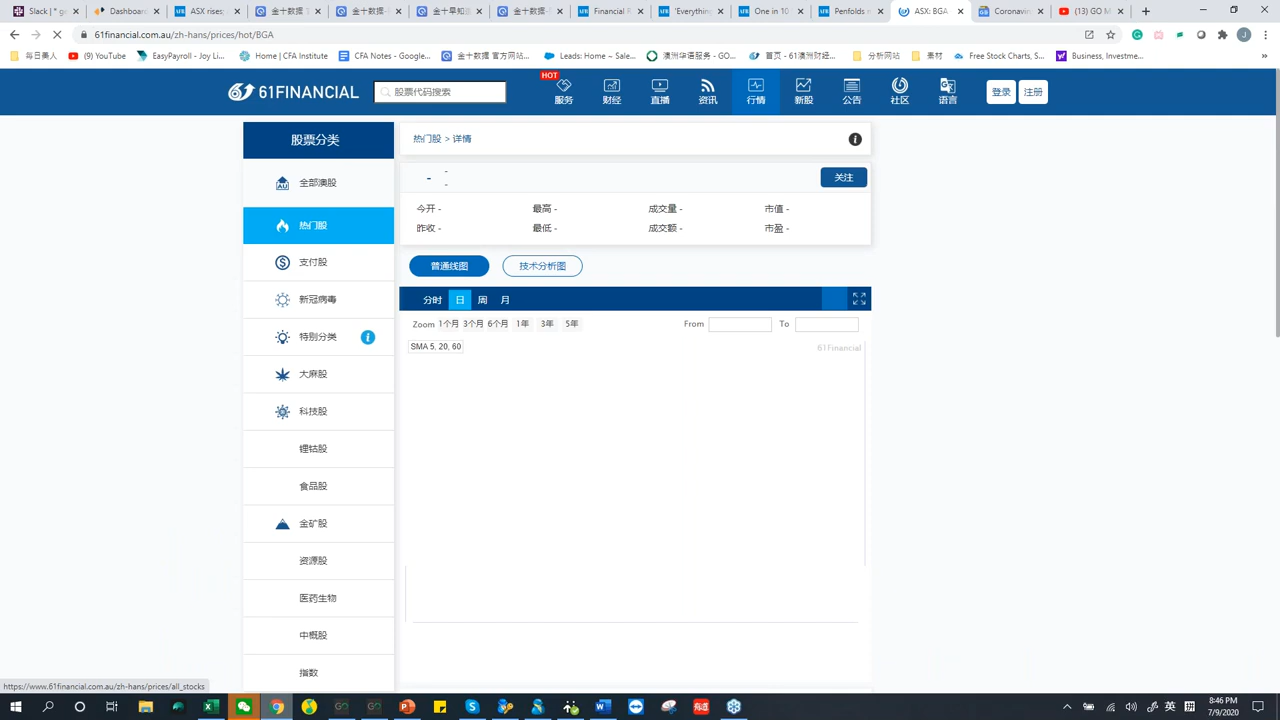 Slack | * g
Dashboard
ASX rises;
金十数据
金十数据 -
金十早知道
金十数据 -
Financial R
'Everything
One in 10
Penfolds w
ASX: BGA
Coronavir
(13) GO M
61financial.com.au/zh-hans/prices/hot/BGA
每日美人
(9) YouTube
EasyPayroll - Joy Li...
Home | CFA Institute
CFA Notes - Google...
金十数据 官方网站...
Leads: Home ~ Sale...
澳洲华语服务 - GO...
首页 - 61澳洲财经...
分析网站
素材
Free Stock Charts, S...
Business, Investme...
61FINANCIAL
股票代码搜索
HOT
服务
财经
直播
资讯
行情
新股
公告
社区
语言
登录
注册
股票分类
全部澳股
热门股
支付股
新冠病毒
特别分类
大麻股
科技股
锂钴股
食品股
金矿股
资源股
医药生物
中概股
指数
热门股 > 详情
-
-
-
关注
今开 -
最高 -
成交量 -
市值 -
昨收 -
最低 -
成交额 -
市盈 -
普通线图
技术分析图
分时
日
周
月
Zoom 1个月 3个月 6个月 1年 3年 5年
From
To
SMA 5, 20, 60
61Financial
https://www.61financial.com.au/zh-hans/prices/all_stocks
英
8:46 PM
7/9/2020